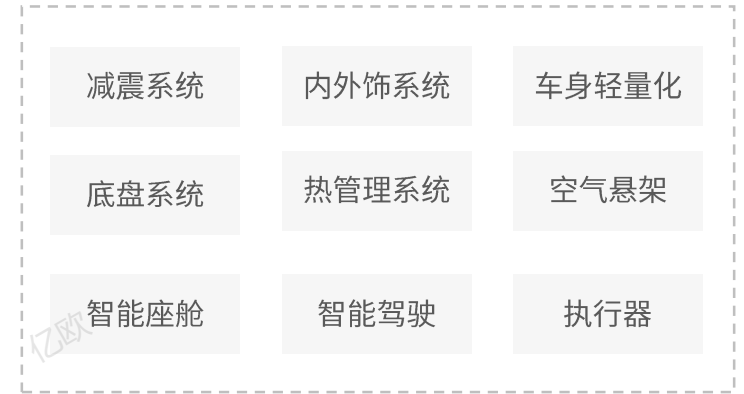 减震系统
内外饰系统
车身轻量化
底盘系统
热管理系统
空气悬架
智能座舱
智能驾驶
执行器
亿欧